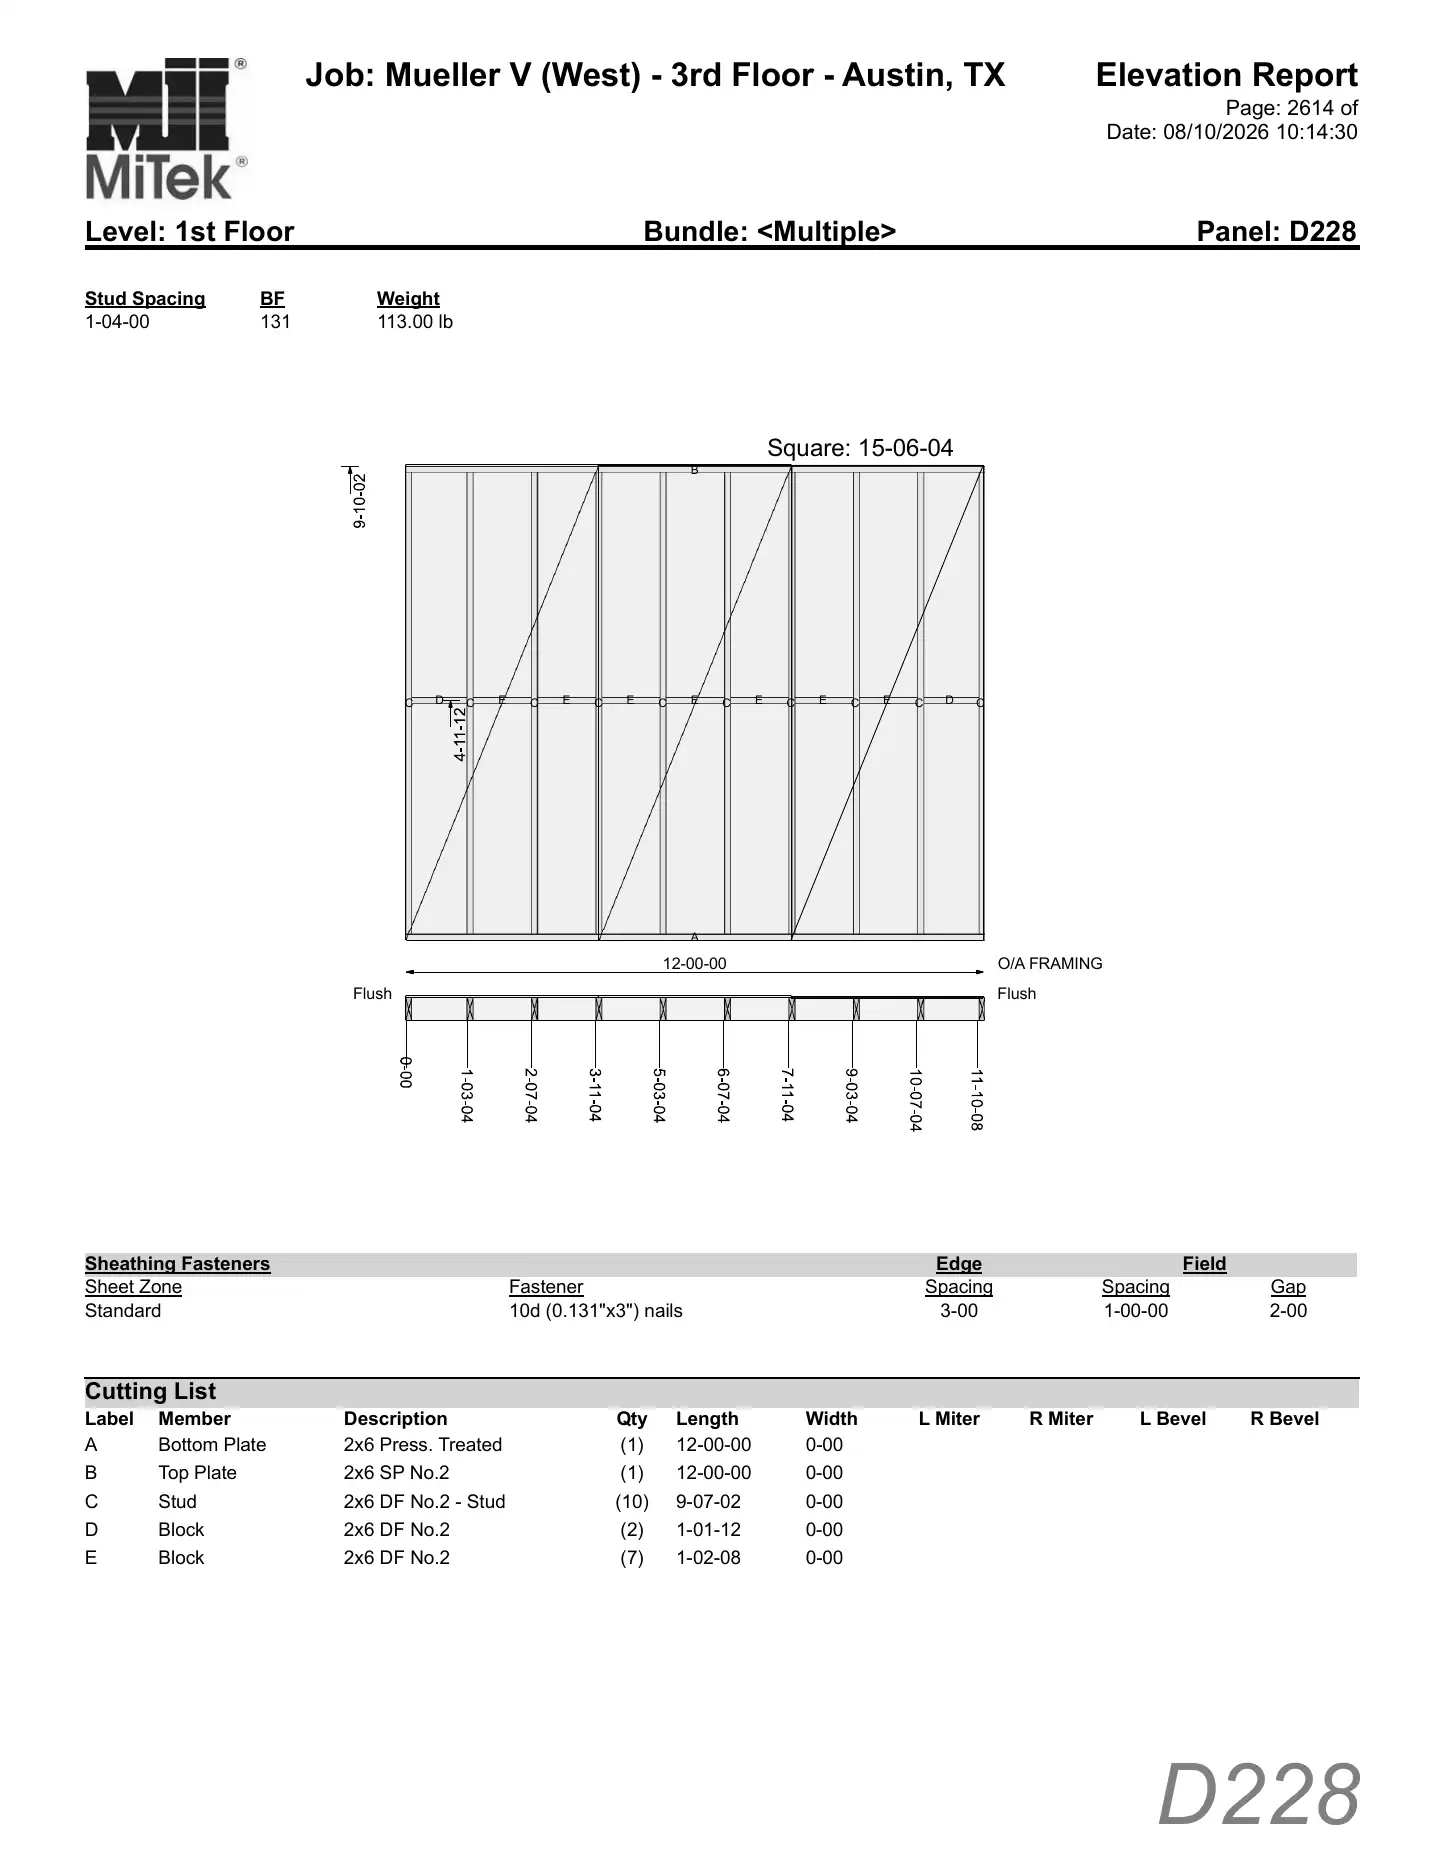 Job: Mueller V (West) - 3rd Floor - Austin, TX
Elevation Report
Page: 2614 of
Date: 08/10/2026 10:14:30
MiTek®
Level: 1st Floor Bundle: <Multiple> Panel: D228
Stud Spacing BF Weight
1-04-00 131 113.00 lb
Square: 15-06-04
B
9-10-02
C D C E C E C E C E C E C E C E C D C
4-11-12
A
12-00-00 O/A FRAMING
Flush Flush
0-00 1-03-04 2-07-04 3-11-04 5-03-04 6-07-04 7-11-04 9-03-04 10-07-04 11-10-08
Sheathing Fasteners Edge Field
Sheet Zone Fastener Spacing Spacing Gap
Standard 10d (0.131"x3") nails 3-00 1-00-00 2-00
Cutting List
Label Member Description Qty Length Width L Miter R Miter L Bevel R Bevel
A Bottom Plate 2x6 Press. Treated (1) 12-00-00 0-00
B Top Plate 2x6 SP No.2 (1) 12-00-00 0-00
C Stud 2x6 DF No.2 - Stud (10) 9-07-02 0-00
D Block 2x6 DF No.2 (2) 1-01-12 0-00
E Block 2x6 DF No.2 (7) 1-02-08 0-00
D228